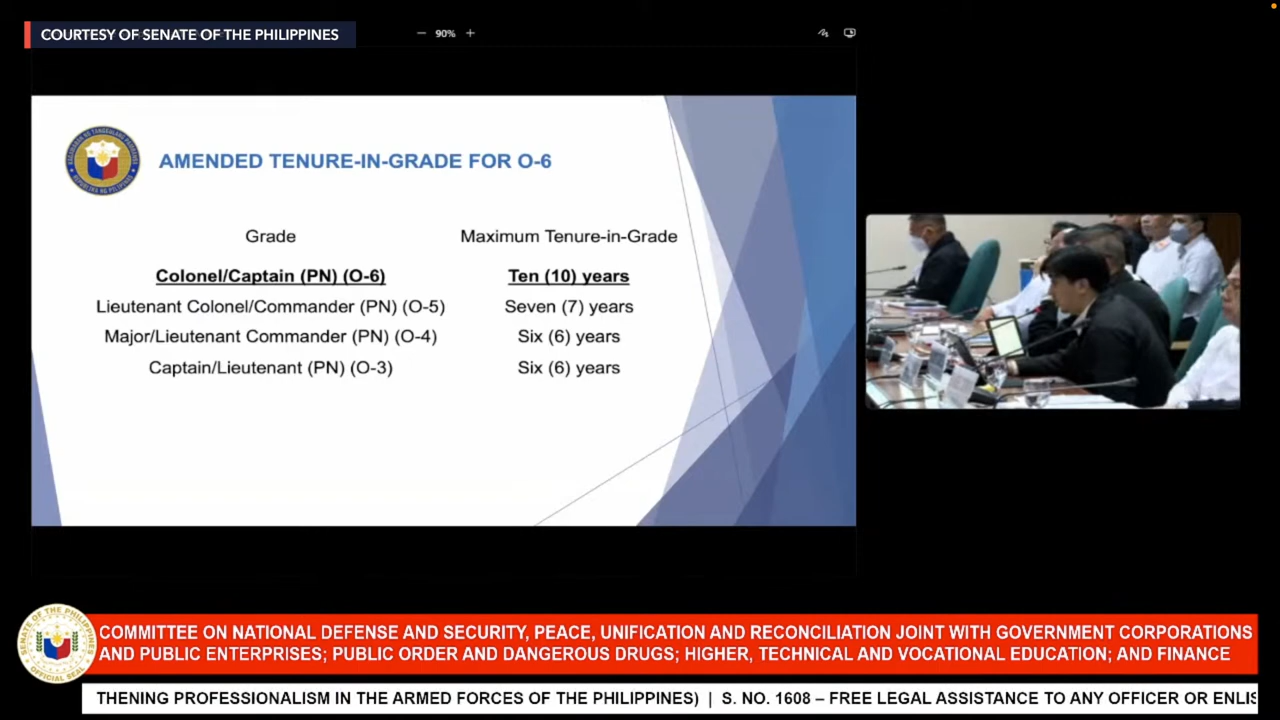 COURTESY OF SENATE OF THE PHILIPPINES
90%
AMENDED TENURE-IN-GRADE FOR O-6
Grade Maximum Tenure-in-Grade
Colonel/Captain (PN) (O-6) Ten (10) years
Lieutenant Colonel/Commander (PN) (O-5) Seven (7) years
Major/Lieutenant Commander (PN) (O-4) Six (6) years
Captain/Lieutenant (PN) (O-3) Six (6) years
COMMITTEE ON NATIONAL DEFENSE AND SECURITY, PEACE, UNIFICATION AND RECONCILIATION JOINT WITH GOVERNMENT CORPORATIONS
AND PUBLIC ENTERPRISES; PUBLIC ORDER AND DANGEROUS DRUGS; HIGHER, TECHNICAL AND VOCATIONAL EDUCATION; AND FINANCE
THENING PROFESSIONALISM IN THE ARMED FORCES OF THE PHILIPPINES) | S. NO. 1608 – FREE LEGAL ASSISTANCE TO ANY OFFICER OR ENLIS